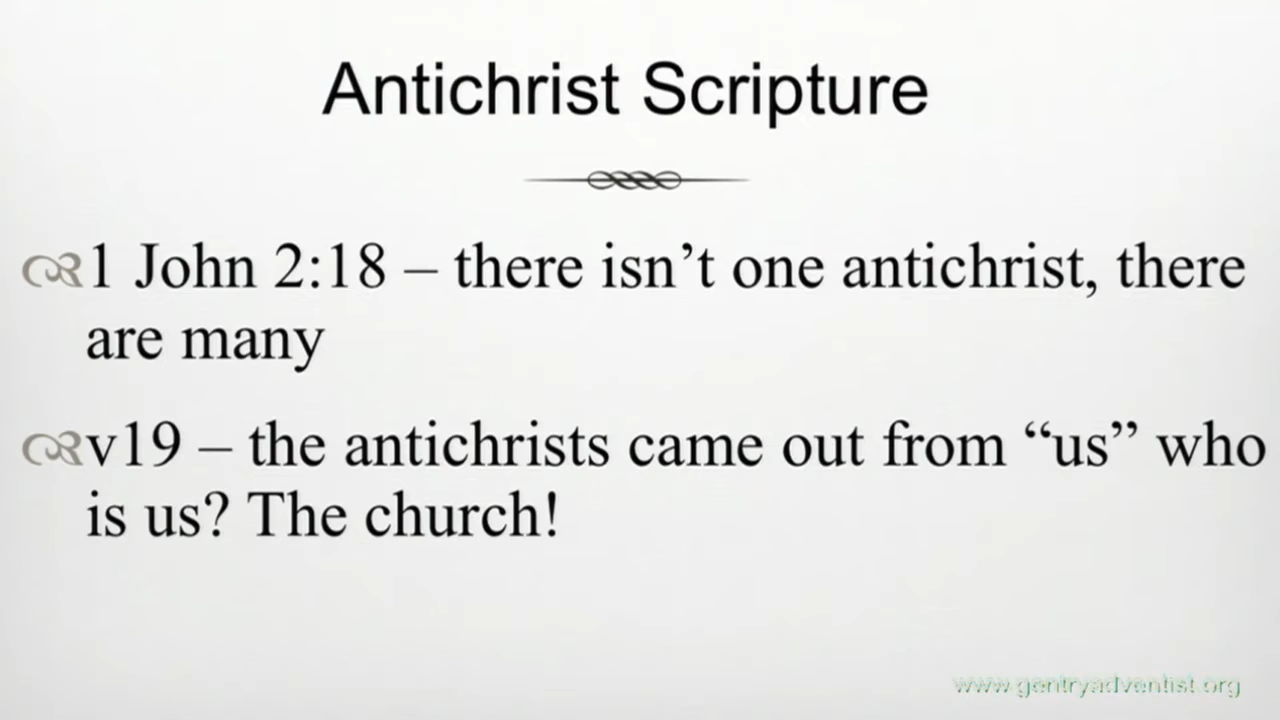 Antichrist Scripture
1 John 2:18 – there isn’t one antichrist, there
are many
v19 – the antichrists came out from “us” who
is us? The church!
www.gentryadventist.org